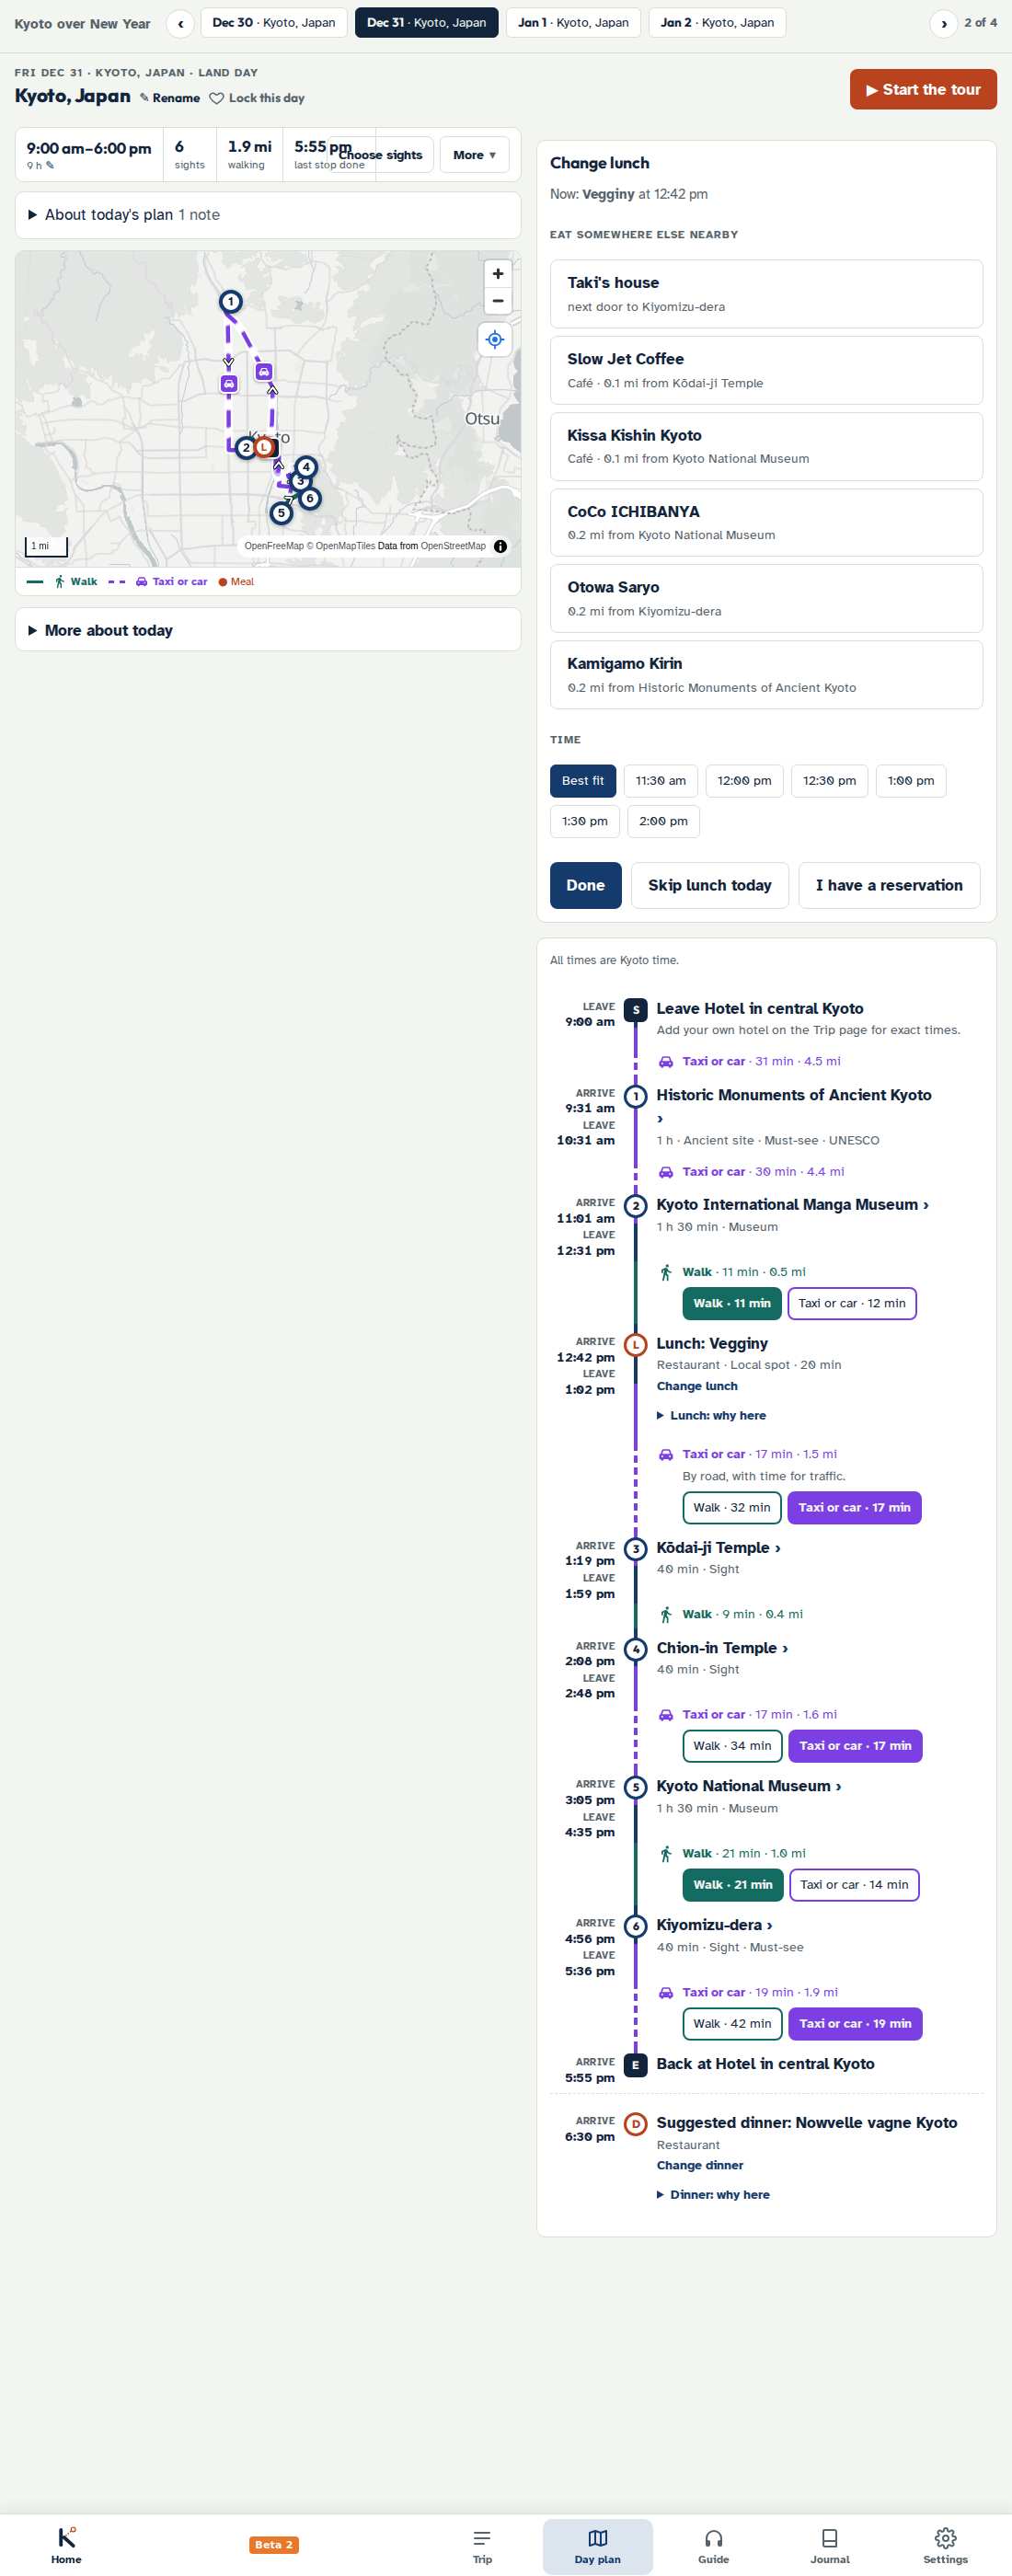 Kyoto over New Year
‹
Dec 30 · Kyoto, Japan
Dec 31 · Kyoto, Japan
Jan 1 · Kyoto, Japan
Jan 2 · Kyoto, Japan
›
2 of 4
FRI DEC 31 · KYOTO, JAPAN · LAND DAY
Kyoto, Japan ✎ Rename Lock this day
▶ Start the tour
9:00 am–6:00 pm
9 h ✎
6
sights
1.9 mi
walking
5:55 pm
last stop done
Choose sights
More ▾
▶ About today's plan 1 note
+
−
1
2
L
Kyoto
4
3
6
5
Otsu
1 mi
OpenFreeMap © OpenMapTiles Data from OpenStreetMap
Walk
Taxi or car
Meal
▶ More about today
Change lunch
Now: Vegginy at 12:42 pm
EAT SOMEWHERE ELSE NEARBY
Taki's house
next door to Kiyomizu-dera
Slow Jet Coffee
Café · 0.1 mi from Kōdai-ji Temple
Kissa Kishin Kyoto
Café · 0.1 mi from Kyoto National Museum
CoCo ICHIBANYA
0.2 mi from Kyoto National Museum
Otowa Saryo
0.2 mi from Kiyomizu-dera
Kamigamo Kirin
0.2 mi from Historic Monuments of Ancient Kyoto
TIME
Best fit
11:30 am
12:00 pm
12:30 pm
1:00 pm
1:30 pm
2:00 pm
Done
Skip lunch today
I have a reservation
All times are Kyoto time.
LEAVE
9:00 am
S
Leave Hotel in central Kyoto
Add your own hotel on the Trip page for exact times.
Taxi or car · 31 min · 4.5 mi
ARRIVE
9:31 am
LEAVE
10:31 am
1
Historic Monuments of Ancient Kyoto
›
1 h · Ancient site · Must-see · UNESCO
Taxi or car · 30 min · 4.4 mi
ARRIVE
11:01 am
LEAVE
12:31 pm
2
Kyoto International Manga Museum ›
1 h 30 min · Museum
Walk · 11 min · 0.5 mi
Walk · 11 min
Taxi or car · 12 min
ARRIVE
12:42 pm
LEAVE
1:02 pm
L
Lunch: Vegginy
Restaurant · Local spot · 20 min
Change lunch
▶ Lunch: why here
Taxi or car · 17 min · 1.5 mi
By road, with time for traffic.
Walk · 32 min
Taxi or car · 17 min
ARRIVE
1:19 pm
LEAVE
1:59 pm
3
Kōdai-ji Temple ›
40 min · Sight
Walk · 9 min · 0.4 mi
ARRIVE
2:08 pm
LEAVE
2:48 pm
4
Chion-in Temple ›
40 min · Sight
Taxi or car · 17 min · 1.6 mi
Walk · 34 min
Taxi or car · 17 min
ARRIVE
3:05 pm
LEAVE
4:35 pm
5
Kyoto National Museum ›
1 h 30 min · Museum
Walk · 21 min · 1.0 mi
Walk · 21 min
Taxi or car · 14 min
ARRIVE
4:56 pm
LEAVE
5:36 pm
6
Kiyomizu-dera ›
40 min · Sight · Must-see
Taxi or car · 19 min · 1.9 mi
Walk · 42 min
Taxi or car · 19 min
ARRIVE
5:55 pm
E
Back at Hotel in central Kyoto
ARRIVE
6:30 pm
D
Suggested dinner: Nowvelle vagne Kyoto
Restaurant
Change dinner
▶ Dinner: why here
Home
Beta 2
Trip
Day plan
Guide
Journal
Settings